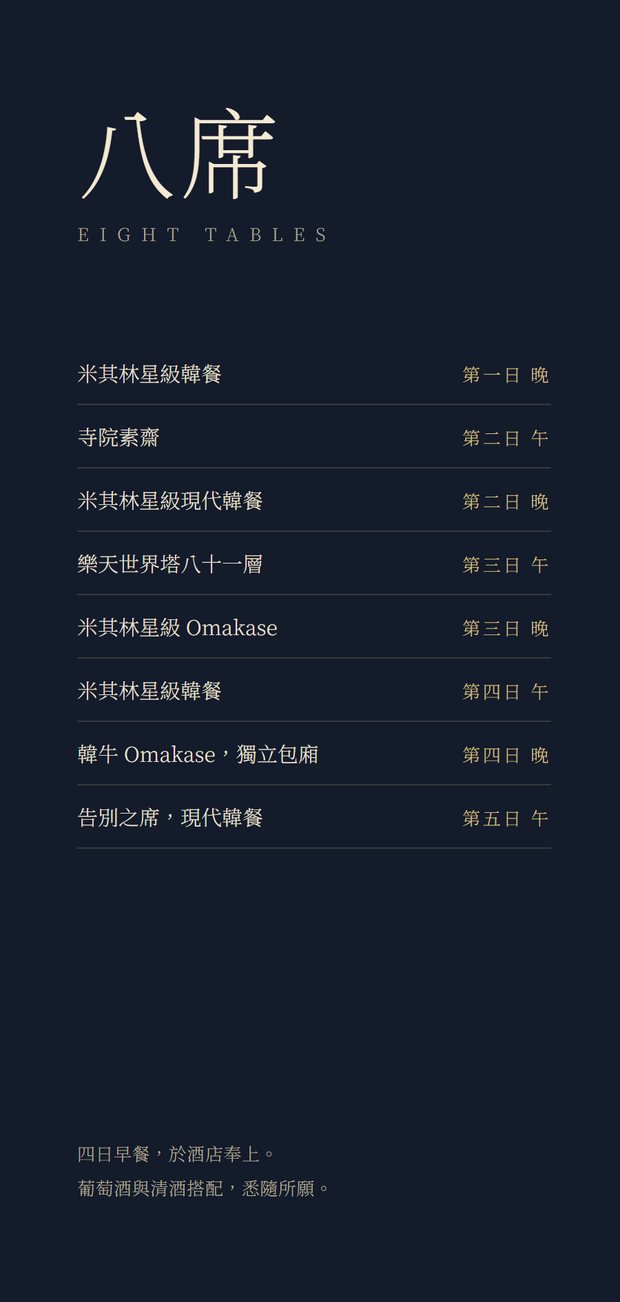 八席
EIGHT TABLES
米其林星級韓餐 第一日 晚
寺院素齋 第二日 午
米其林星級現代韓餐 第二日 晚
樂天世界塔八十一層 第三日 午
米其林星級 Omakase 第三日 晚
米其林星級韓餐 第四日 午
韓牛 Omakase，獨立包廂 第四日 晚
告別之席，現代韓餐 第五日 午
四日早餐，於酒店奉上。
葡萄酒與清酒搭配，悉隨所願。